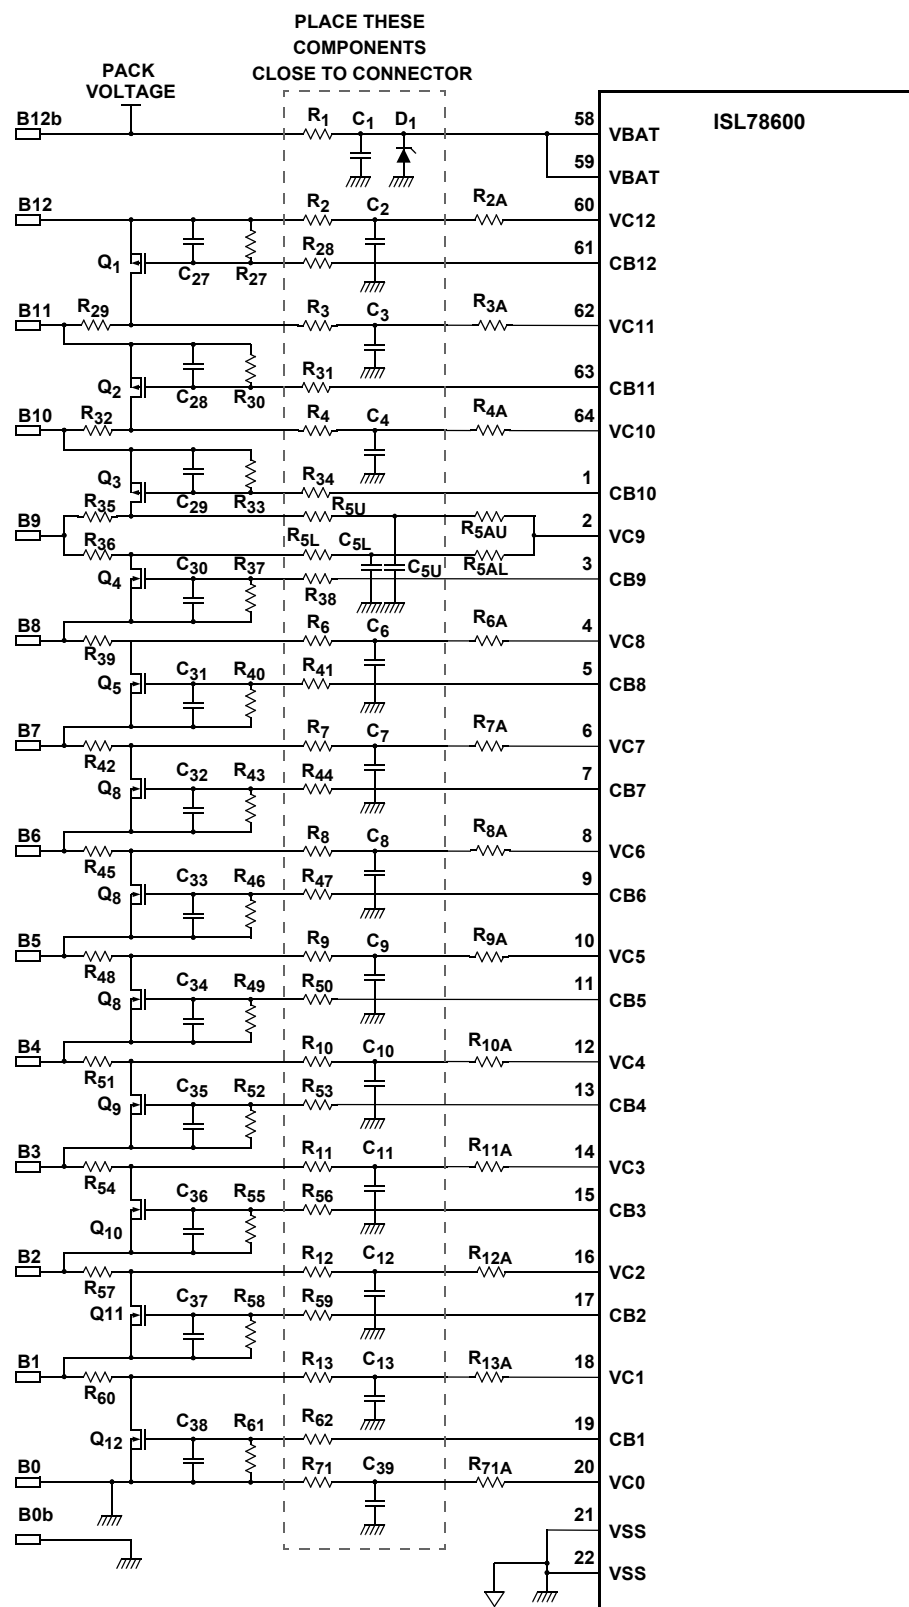 PLACE THESE
COMPONENTS
CLOSE TO CONNECTOR
PACK
VOLTAGE
B12b R1 C1 D1 58 VBAT ISL78600
59 VBAT
B12 R2 C2 R2A 60 VC12
Q1 C27 R27 R28 61 CB12
B11 R29 R3 C3 R3A 62 VC11
Q2 C28 R30 R31 63 CB11
B10 R32 R4 C4 R4A 64 VC10
Q3 C29 R33 R34 1 CB10
B9 R35 R5U R5AU 2 VC9
R36 R5L C5L C5U R5AL
Q4 C30 R37 R38 3 CB9
B8 R39 R6 C6 R6A 4 VC8
Q5 C31 R40 R41 5 CB8
B7 R42 R7 C7 R7A 6 VC7
Q8 C32 R43 R44 7 CB7
B6 R45 R8 C8 R8A 8 VC6
Q8 C33 R46 R47 9 CB6
B5 R48 R9 C9 R9A 10 VC5
Q8 C34 R49 R50 11 CB5
B4 R51 R10 C10 R10A 12 VC4
Q9 C35 R52 R53 13 CB4
B3 R54 R11 C11 R11A 14 VC3
Q10 C36 R55 R56 15 CB3
B2 R57 R12 C12 R12A 16 VC2
Q11 C37 R58 R59 17 CB2
B1 R60 R13 C13 R13A 18 VC1
Q12 C38 R61 R62 19 CB1
B0 R71 C39 R71A 20 VC0
B0b 21 VSS
22 VSS